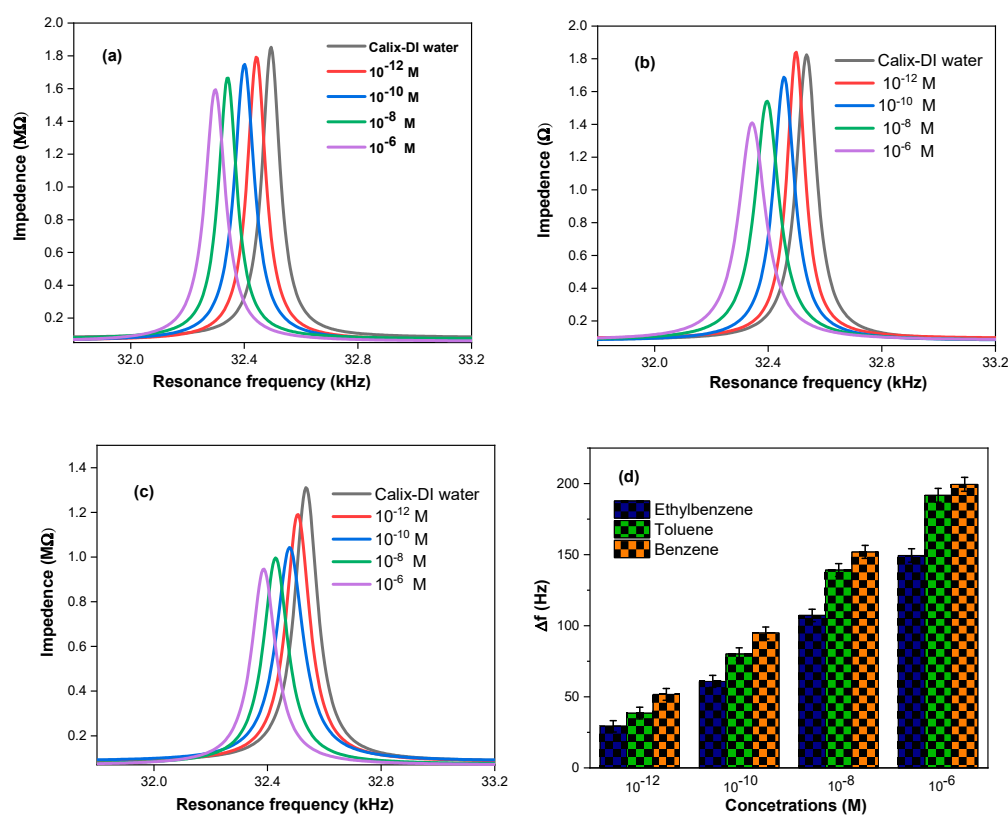 (a)
Calix-DI water
10⁻¹² M
10⁻¹⁰ M
10⁻⁸ M
10⁻⁶ M
Impedence (MΩ)
2.0
1.8
1.6
1.4
1.2
1.0
0.8
0.6
0.4
0.2
32.0
32.4
32.8
33.2
Resonance frequency (kHz)
(b)
Calix-DI water
10⁻¹² M
10⁻¹⁰ M
10⁻⁸ M
10⁻⁶ M
Impedence (Ω)
2.0
1.8
1.6
1.4
1.2
1.0
0.8
0.6
0.4
0.2
32.0
32.4
32.8
33.2
Resonance frequency (kHz)
(c)
Calix-DI water
10⁻¹² M
10⁻¹⁰ M
10⁻⁸ M
10⁻⁶ M
Impedence (MΩ)
1.4
1.2
1.0
0.8
0.6
0.4
0.2
32.0
32.4
32.8
33.2
Resonance frequency (kHz)
(d)
Ethylbenzene
Toluene
Benzene
Δf (Hz)
200
150
100
50
0
10⁻¹²
10⁻¹⁰
10⁻⁸
10⁻⁶
Concetrations (M)